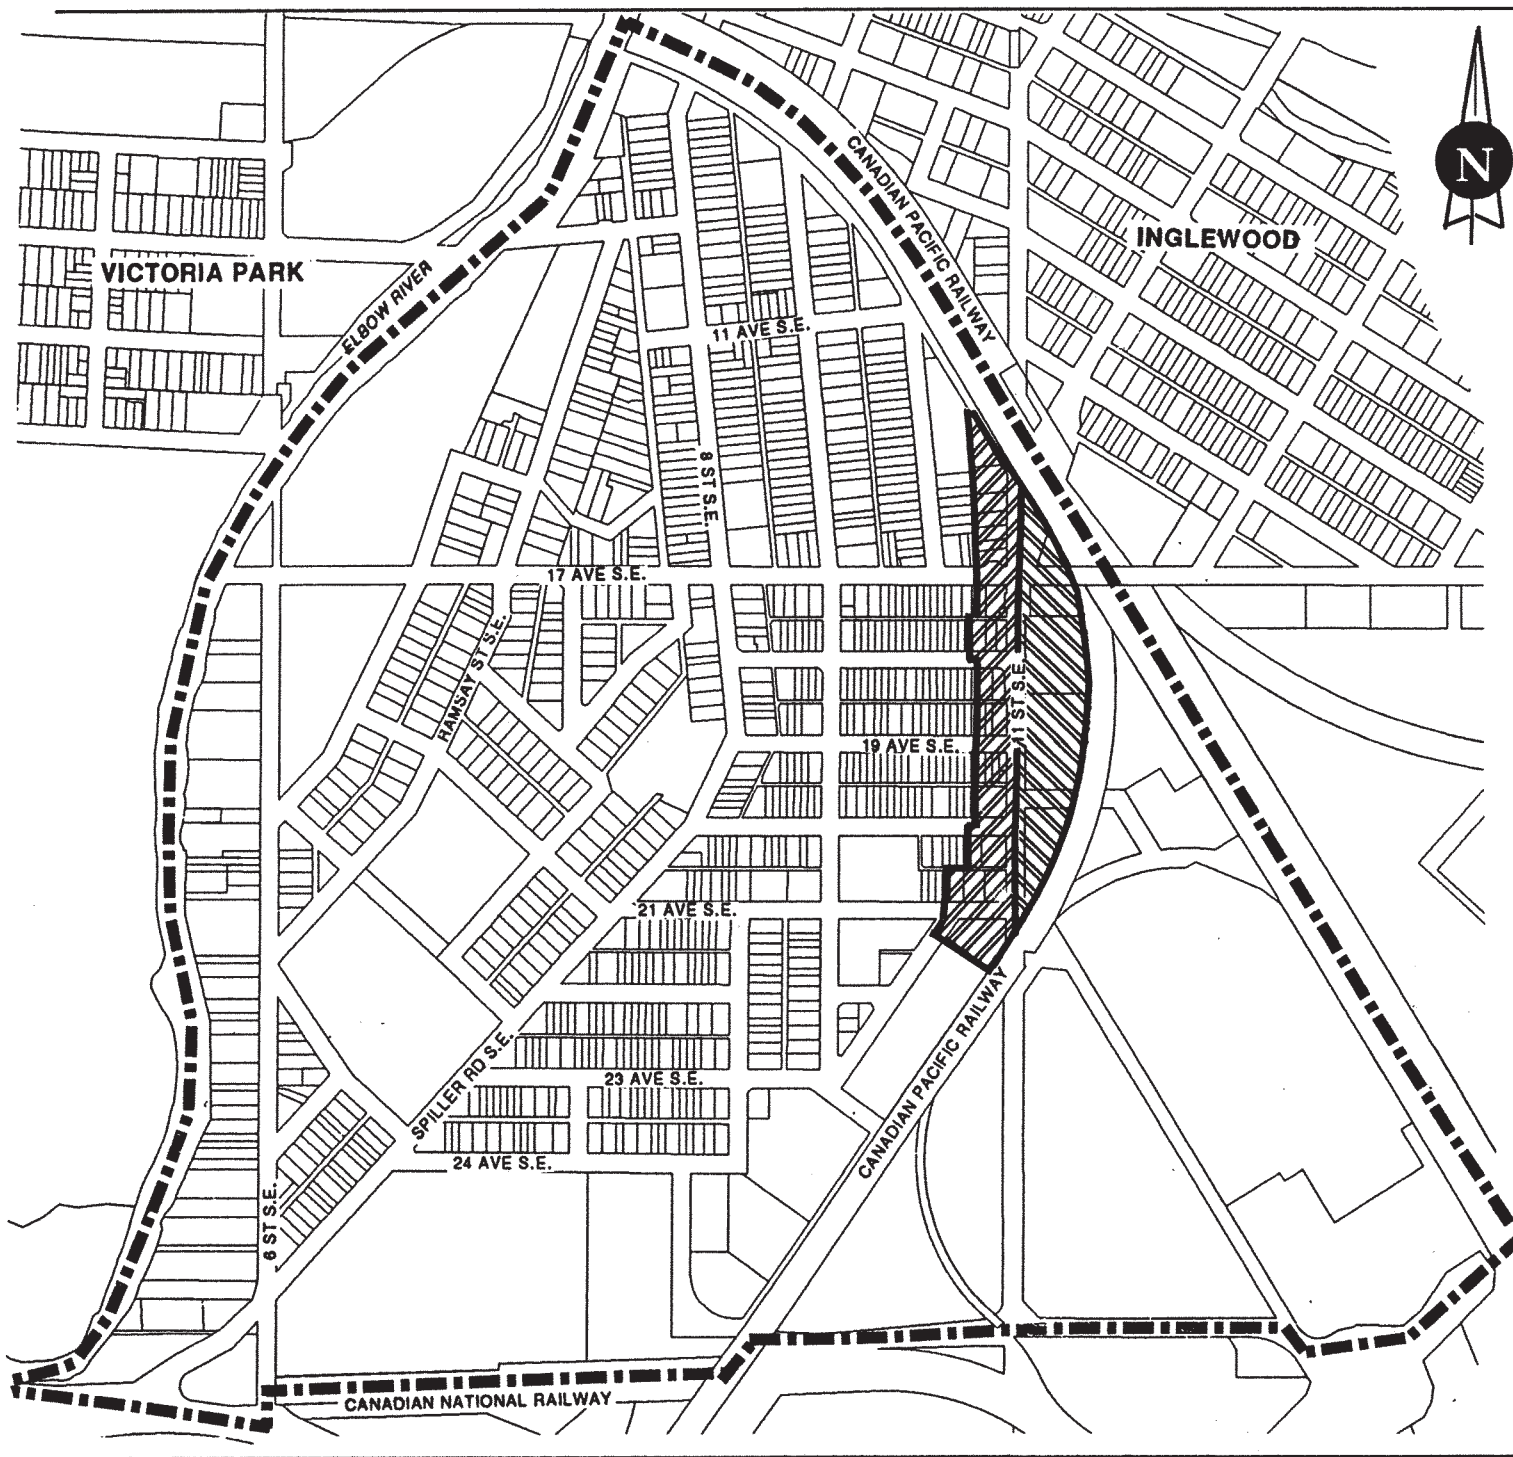 N
CANADIAN PACIFIC RAILWAY
INGLEWOOD
VICTORIA PARK
ELBOW RIVER
11 AVE S.E.
8 ST S.E.
17 AVE S.E.
RAMSAY ST S.E.
11 ST S.E.
19 AVE S.E.
21 AVE S.E.
CANADIAN PACIFIC RAILWAY
SPILLER RD S.E.
23 AVE S.E.
24 AVE S.E.
6 ST S.E.
CANADIAN NATIONAL RAILWAY